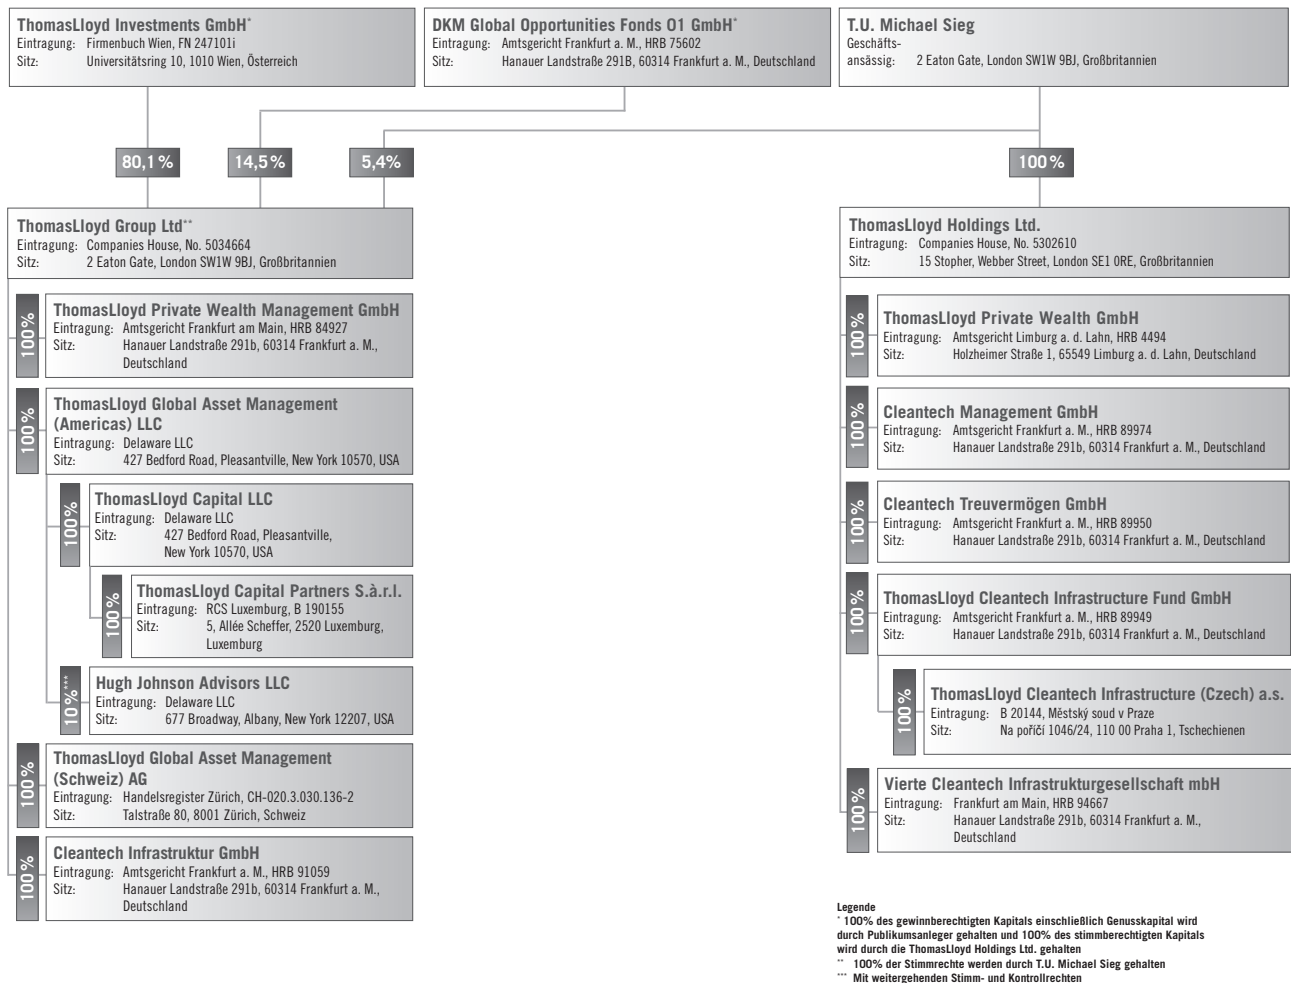 ThomasLloyd Investments GmbH*
Eintragung: Firmenbuch Wien, FN 247101i
Sitz: Universitätsring 10, 1010 Wien, Österreich
DKM Global Opportunities Fonds 01 GmbH*
Eintragung: Amtsgericht Frankfurt a. M., HRB 75602
Sitz: Hanauer Landstraße 291B, 60314 Frankfurt a. M., Deutschland
T.U. Michael Sieg
Geschäfts-
ansässig: 2 Eaton Gate, London SW1W 9BJ, Großbritannien
80,1%
14,5%
5,4%
100%
ThomasLloyd Group Ltd**
Eintragung: Companies House, No. 5034664
Sitz: 2 Eaton Gate, London SW1W 9BJ, Großbritannien
100%
ThomasLloyd Private Wealth Management GmbH
Eintragung: Amtsgericht Frankfurt am Main, HRB 84927
Sitz: Hanauer Landstraße 291b, 60314 Frankfurt a. M.,
Deutschland
100%
ThomasLloyd Global Asset Management
(Americas) LLC
Eintragung: Delaware LLC
Sitz: 427 Bedford Road, Pleasantville, New York 10570, USA
100%
ThomasLloyd Capital LLC
Eintragung: Delaware LLC
Sitz: 427 Bedford Road, Pleasantville,
New York 10570, USA
100%
ThomasLloyd Capital Partners S.à.r.l.
Eintragung: RCS Luxemburg, B 190155
Sitz: 5, Allée Scheffer, 2520 Luxemburg,
Luxemburg
10%***
Hugh Johnson Advisors LLC
Eintragung: Delaware LLC
Sitz: 677 Broadway, Albany, New York 12207, USA
100%
ThomasLloyd Global Asset Management
(Schweiz) AG
Eintragung: Handelsregister Zürich, CH-020.3.030.136-2
Sitz: Talstraße 80, 8001 Zürich, Schweiz
100%
Cleantech Infrastruktur GmbH
Eintragung: Amtsgericht Frankfurt a. M., HRB 91059
Sitz: Hanauer Landstraße 291b, 60314 Frankfurt a. M.,
Deutschland
ThomasLloyd Holdings Ltd.
Eintragung: Companies House, No. 5302610
Sitz: 15 Stopher, Webber Street, London SE1 0RE, Großbritannien
100%
ThomasLloyd Private Wealth GmbH
Eintragung: Amtsgericht Limburg a. d. Lahn, HRB 4494
Sitz: Holzheimer Straße 1, 65549 Limburg a. d. Lahn, Deutschland
100%
Cleantech Management GmbH
Eintragung: Amtsgericht Frankfurt a. M., HRB 89974
Sitz: Hanauer Landstraße 291b, 60314 Frankfurt a. M., Deutschland
100%
Cleantech Treuvermögen GmbH
Eintragung: Amtsgericht Frankfurt a. M., HRB 89950
Sitz: Hanauer Landstraße 291b, 60314 Frankfurt a. M., Deutschland
100%
ThomasLloyd Cleantech Infrastructure Fund GmbH
Eintragung: Amtsgericht Frankfurt a. M., HRB 89949
Sitz: Hanauer Landstraße 291b, 60314 Frankfurt a. M., Deutschland
100%
ThomasLloyd Cleantech Infrastructure (Czech) a.s.
Eintragung: B 20144, Městský soud v Praze
Sitz: Na poříčí 1046/24, 110 00 Praha 1, Tschechienen
100%
Vierte Cleantech Infrastrukturgesellschaft mbH
Eintragung: Frankfurt am Main, HRB 94667
Sitz: Hanauer Landstraße 291b, 60314 Frankfurt a. M.,
Deutschland
Legende
* 100% des gewinnberechtigten Kapitals einschließlich Genusskapital wird
durch Publikumsanleger gehalten und 100% des stimmberechtigten Kapitals
wird durch die ThomasLloyd Holdings Ltd. gehalten
** 100% der Stimmrechte werden durch T.U. Michael Sieg gehalten
*** Mit weitergehenden Stimm- und Kontrollrechten